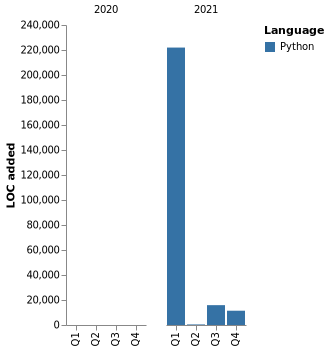 2020
2021
Language
Python
LOC added
240,000
220,000
200,000
180,000
160,000
140,000
120,000
100,000
80,000
60,000
40,000
20,000
0
Q1
Q2
Q3
Q4
Q1
Q2
Q3
Q4